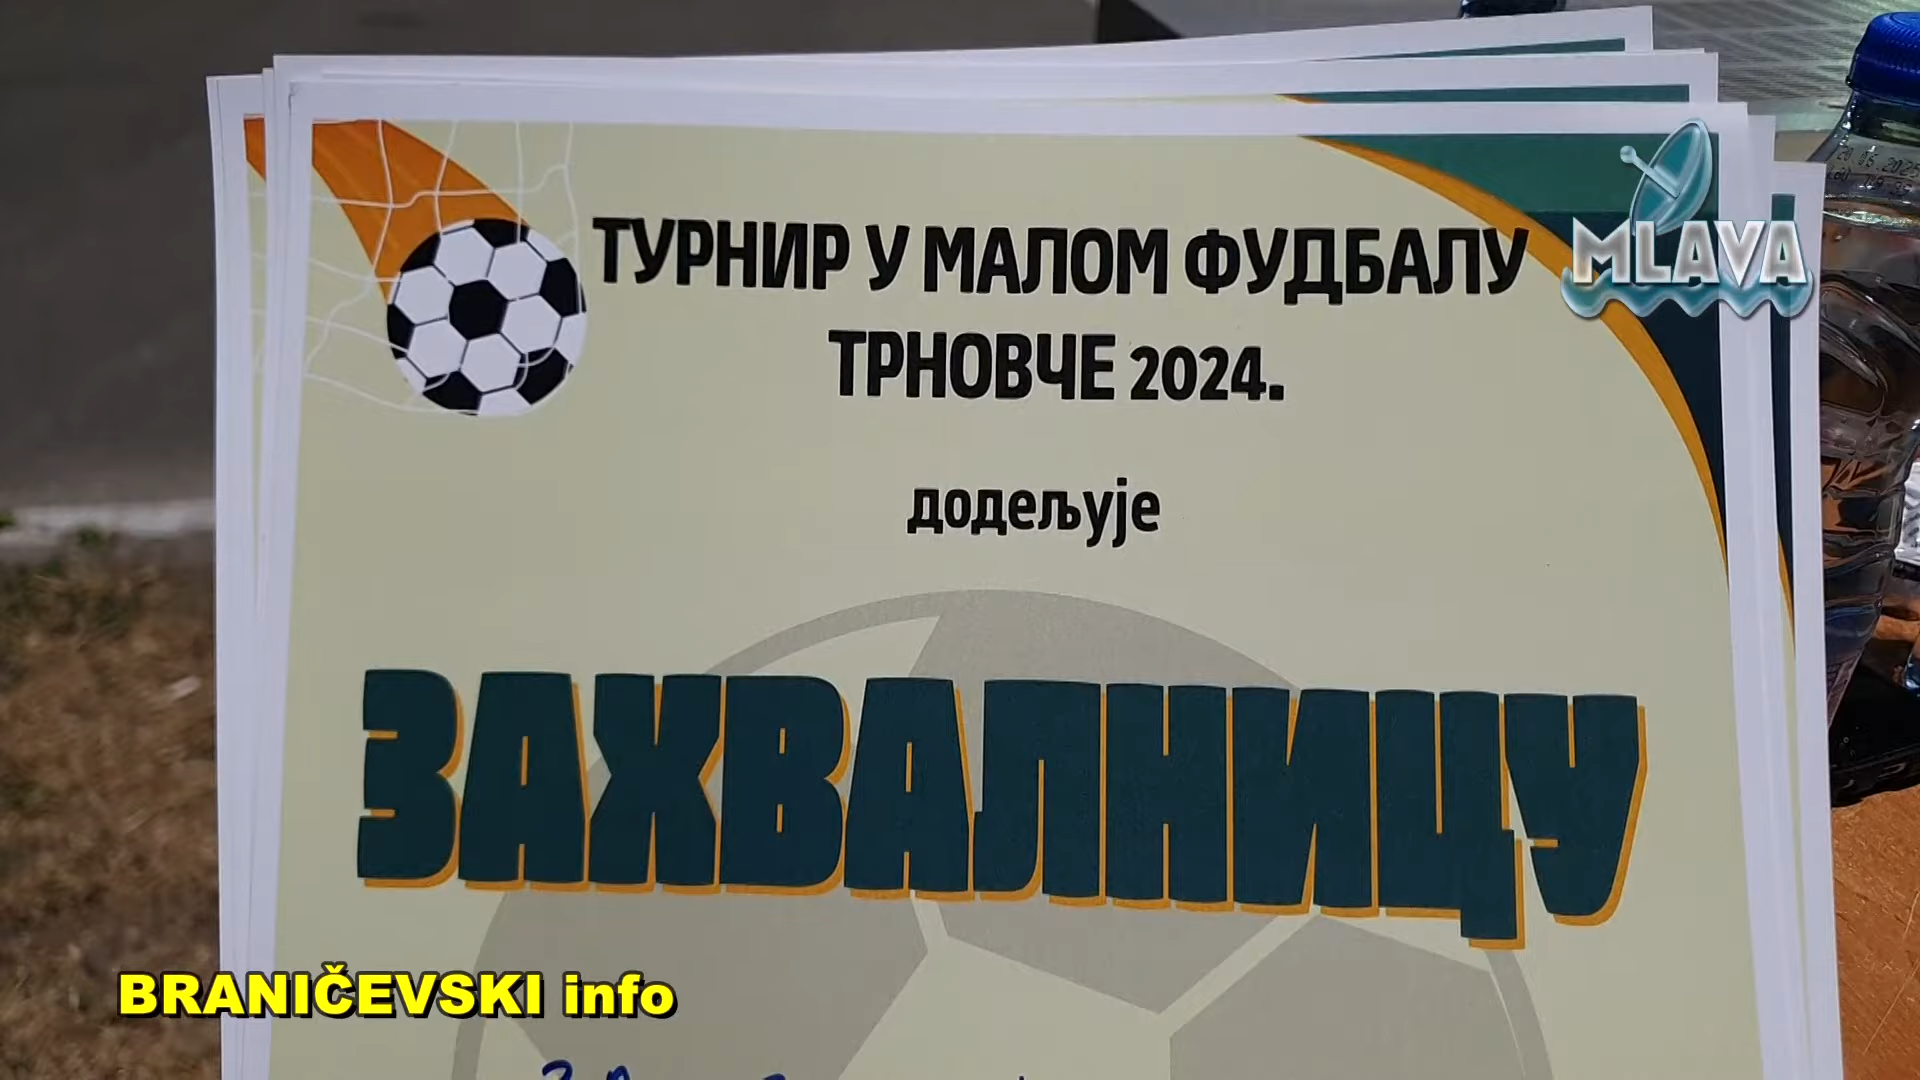 ТУРНИР У МАЛОМ ФУДБАЛУ
ТРНОВЧЕ 2024.
додељује
ЗАХВАЛНИЦУ
MLAVA
BRANIČEVSKI info